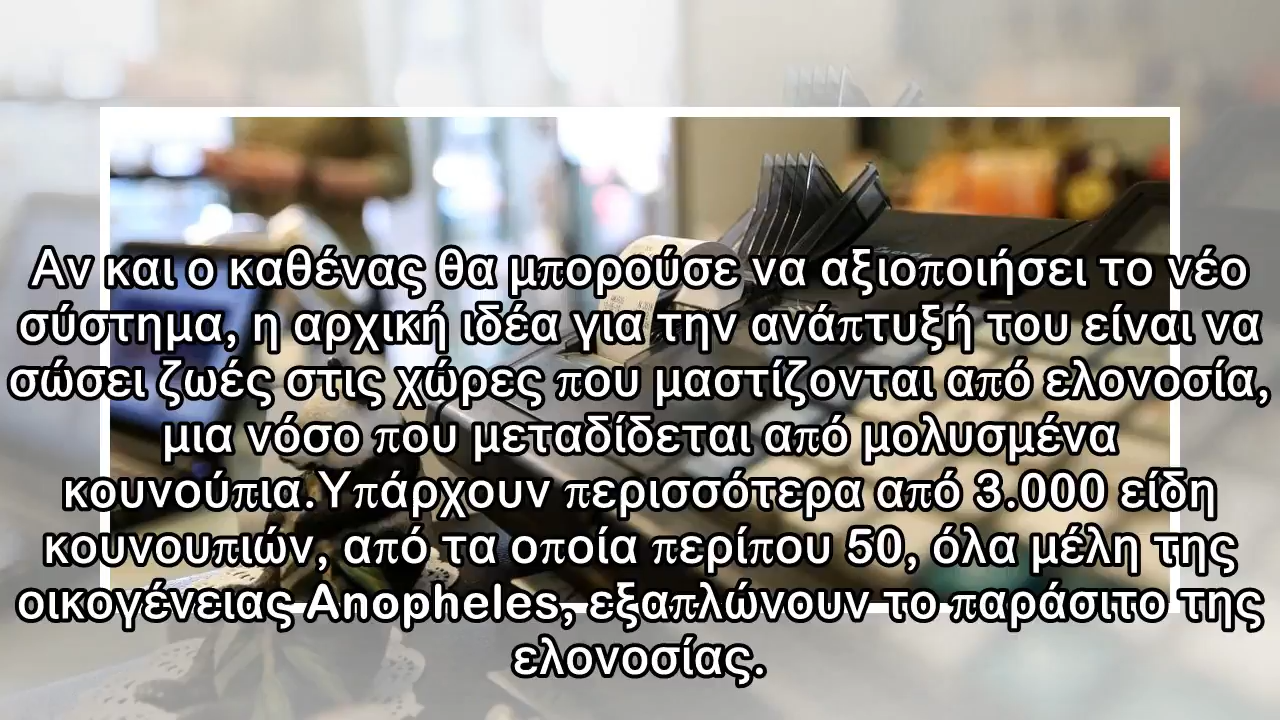 Αν και ο καθένας θα μπορούσε να αξιοποιήσει το νέο
σύστημα, η αρχική ιδέα για την ανάπτυξή του είναι να
σώσει ζωές στις χώρες που μαστίζονται από ελονοσία,
μια νόσο που μεταδίδεται από μολυσμένα
κουνούπια.Υπάρχουν περισσότερα από 3.000 είδη
κουνουπιών, από τα οποία περίπου 50, όλα μέλη της
οικογένειας Anopheles, εξαπλώνουν το παράσιτο της
ελονοσίας.